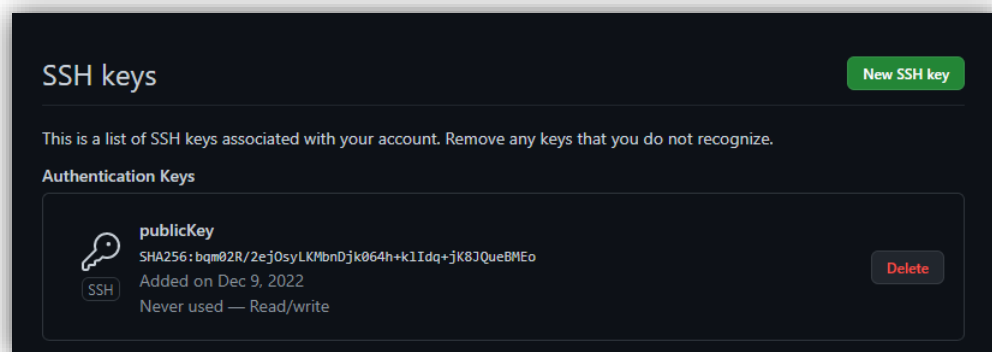 SSH keys
New SSH key
This is a list of SSH keys associated with your account. Remove any keys that you do not recognize.
Authentication Keys
publicKey
SHA256:bqm02R/2ejOsyLKMbnDjk064h+klIdq+jK8JQueBMEo
SSH
Added on Dec 9, 2022
Never used — Read/write
Delete